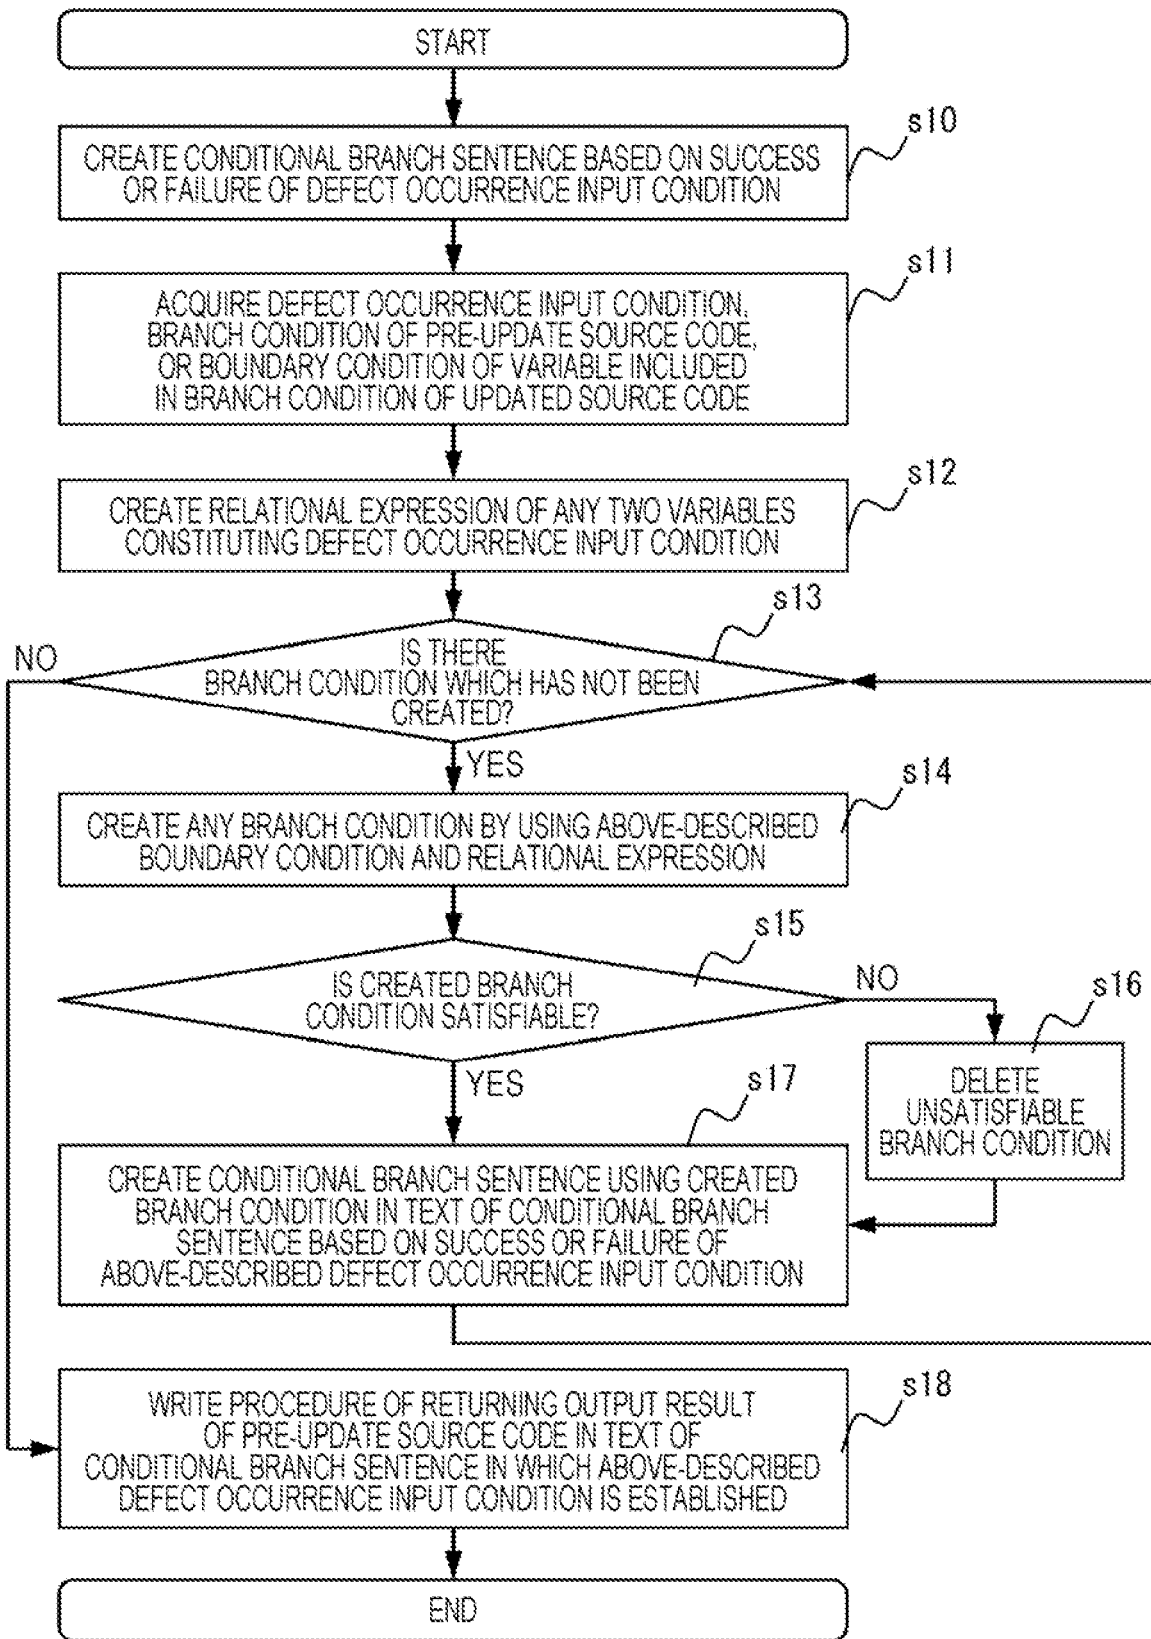 START
s10
CREATE CONDITIONAL BRANCH SENTENCE BASED ON SUCCESS
OR FAILURE OF DEFECT OCCURRENCE INPUT CONDITION
s11
ACQUIRE DEFECT OCCURRENCE INPUT CONDITION,
BRANCH CONDITION OF PRE-UPDATE SOURCE CODE,
OR BOUNDARY CONDITION OF VARIABLE INCLUDED
IN BRANCH CONDITION OF UPDATED SOURCE CODE
s12
CREATE RELATIONAL EXPRESSION OF ANY TWO VARIABLES
CONSTITUTING DEFECT OCCURRENCE INPUT CONDITION
s13
NO
IS THERE
BRANCH CONDITION WHICH HAS NOT BEEN
CREATED?
YES
s14
CREATE ANY BRANCH CONDITION BY USING ABOVE-DESCRIBED
BOUNDARY CONDITION AND RELATIONAL EXPRESSION
s15
IS CREATED BRANCH
CONDITION SATISFIABLE?
NO
s16
DELETE
UNSATISFIABLE
BRANCH CONDITION
YES
s17
CREATE CONDITIONAL BRANCH SENTENCE USING CREATED
BRANCH CONDITION IN TEXT OF CONDITIONAL BRANCH
SENTENCE BASED ON SUCCESS OR FAILURE OF
ABOVE-DESCRIBED DEFECT OCCURRENCE INPUT CONDITION
s18
WRITE PROCEDURE OF RETURNING OUTPUT RESULT
OF PRE-UPDATE SOURCE CODE IN TEXT OF
CONDITIONAL BRANCH SENTENCE IN WHICH ABOVE-DESCRIBED
DEFECT OCCURRENCE INPUT CONDITION IS ESTABLISHED
END